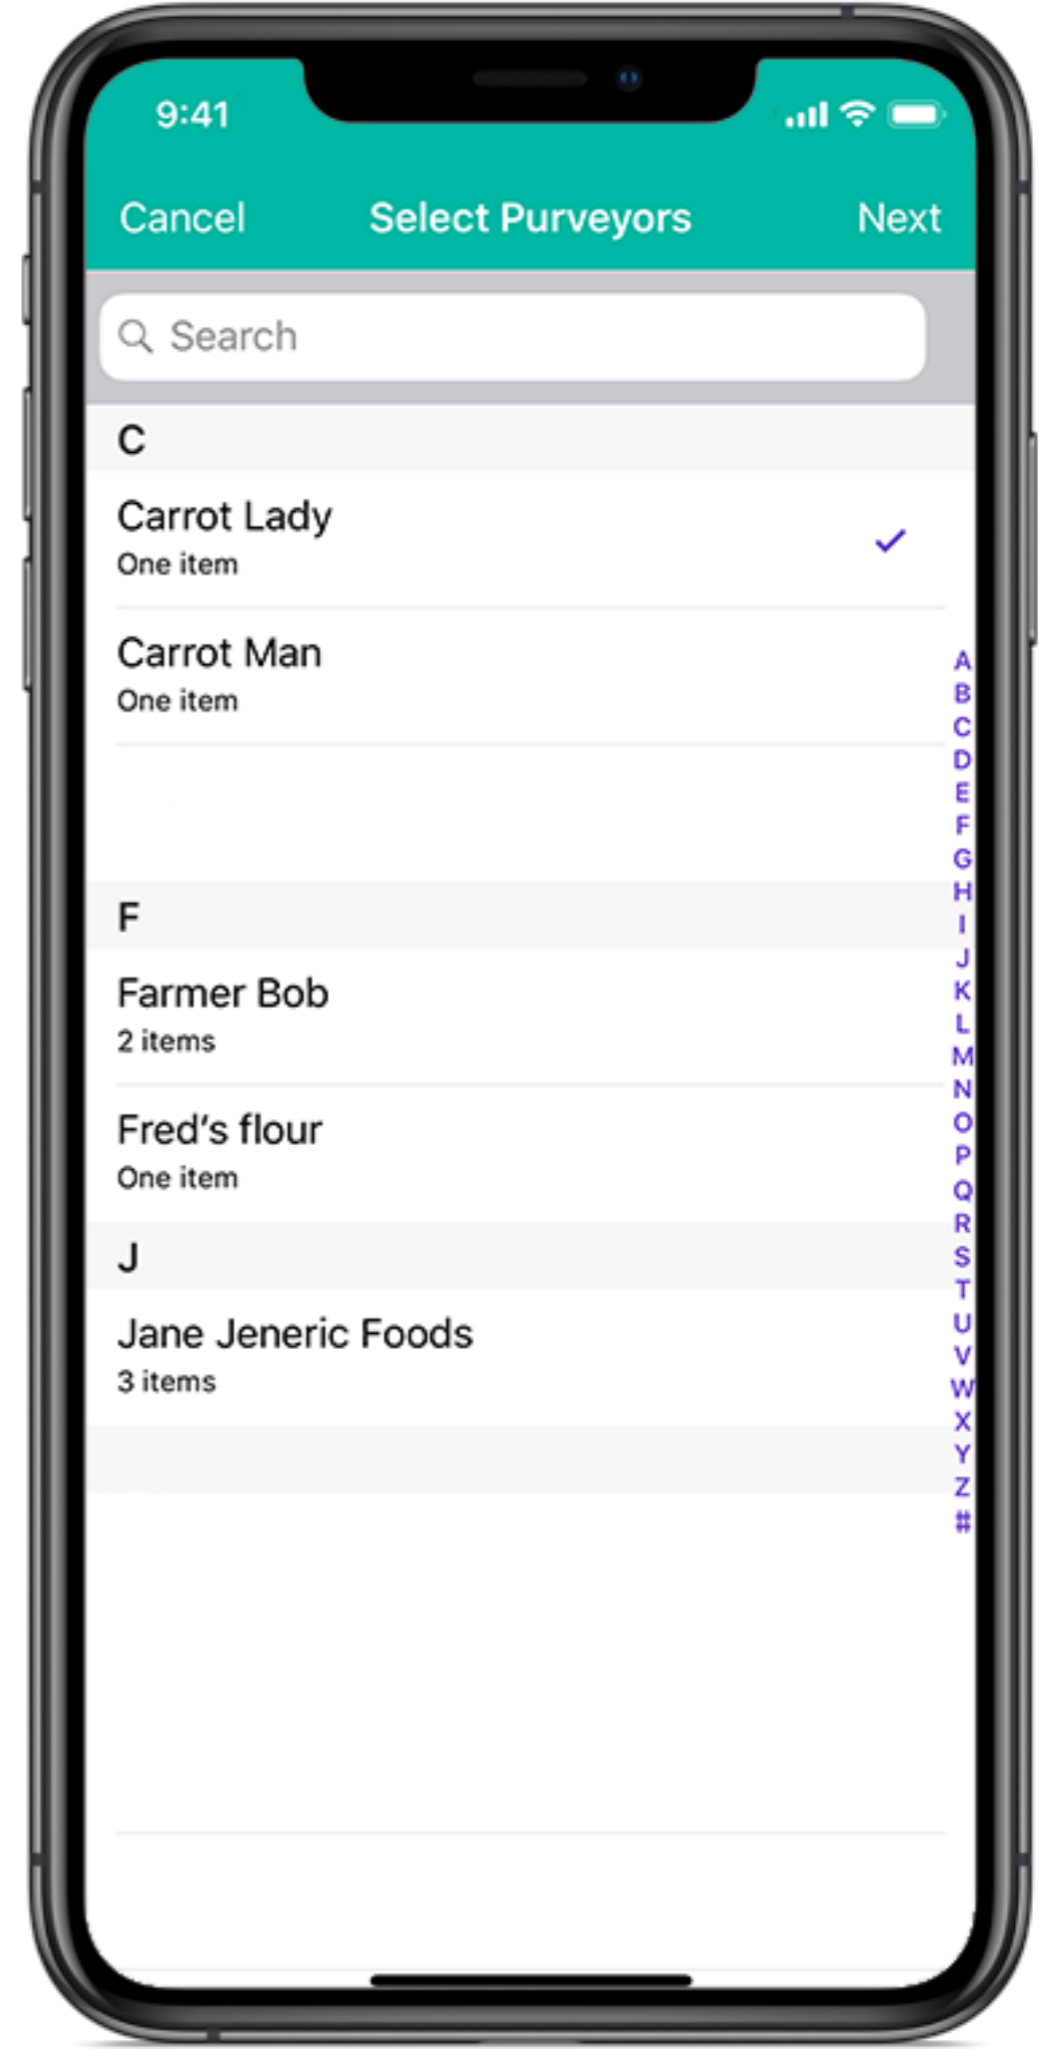 9:41
Cancel Select Purveyors Next
Search
C
Carrot Lady
One item
Carrot Man
One item
F
Farmer Bob
2 items
Fred’s flour
One item
J
Jane Jeneric Foods
3 items
A
B
C
D
E
F
G
H
I
J
K
L
M
N
O
P
Q
R
S
T
U
V
W
X
Y
Z
#